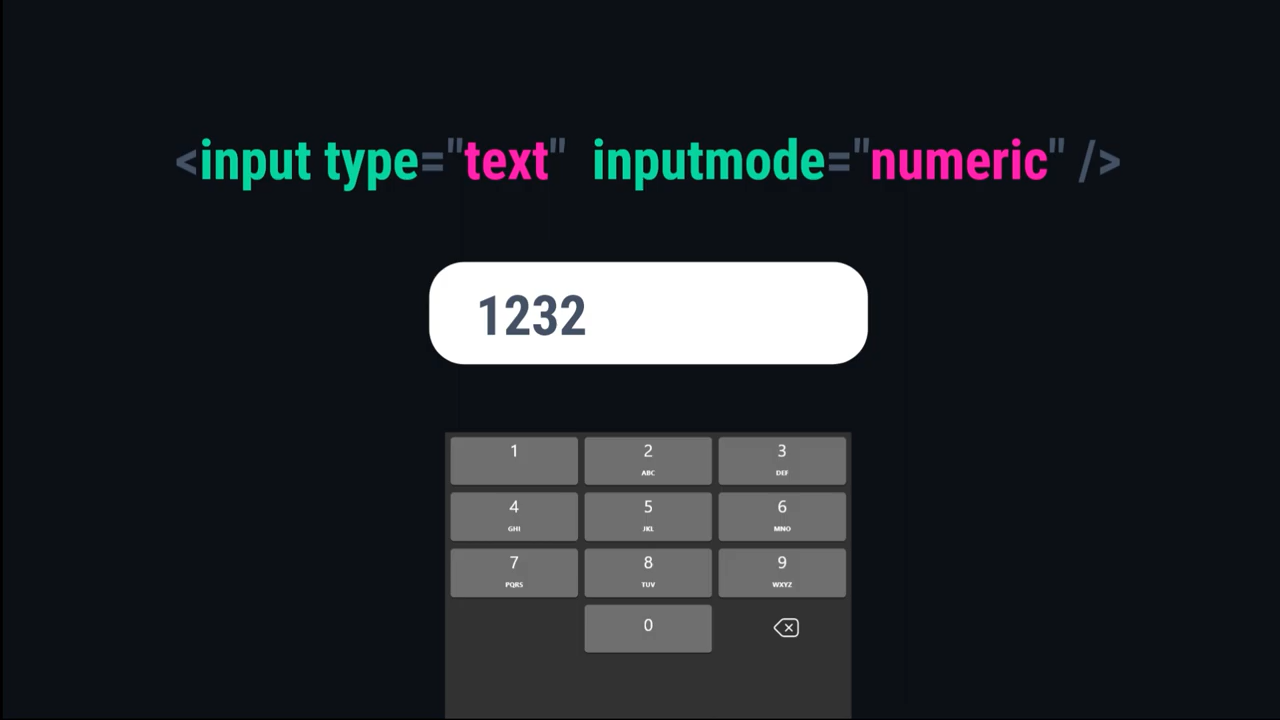 <input type="text" inputmode="numeric" />
1232
1 2 3
ABC DEF
4 5 6
GHI JKL MNO
7 8 9
PQRS TUV WXYZ
0